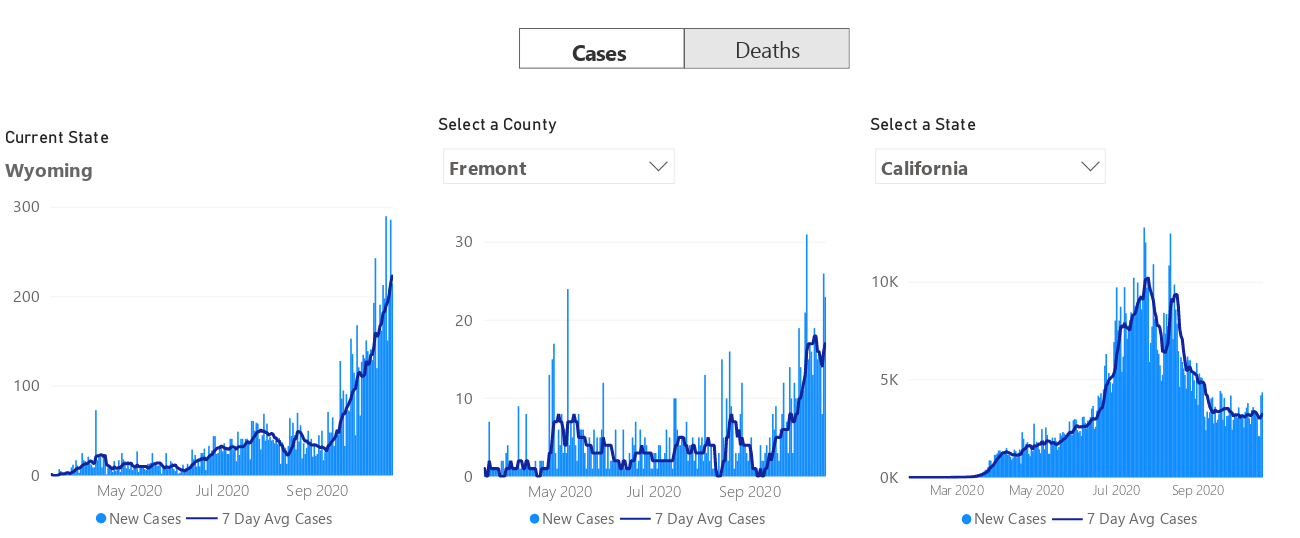 Cases Deaths
Current State
Wyoming
300
200
100
0
May 2020 Jul 2020 Sep 2020
New Cases 7 Day Avg Cases
Select a County
Fremont
30
20
10
0
May 2020 Jul 2020 Sep 2020
New Cases 7 Day Avg Cases
Select a State
California
10K
5K
0K
Mar 2020 May 2020 Jul 2020 Sep 2020
New Cases 7 Day Avg Cases